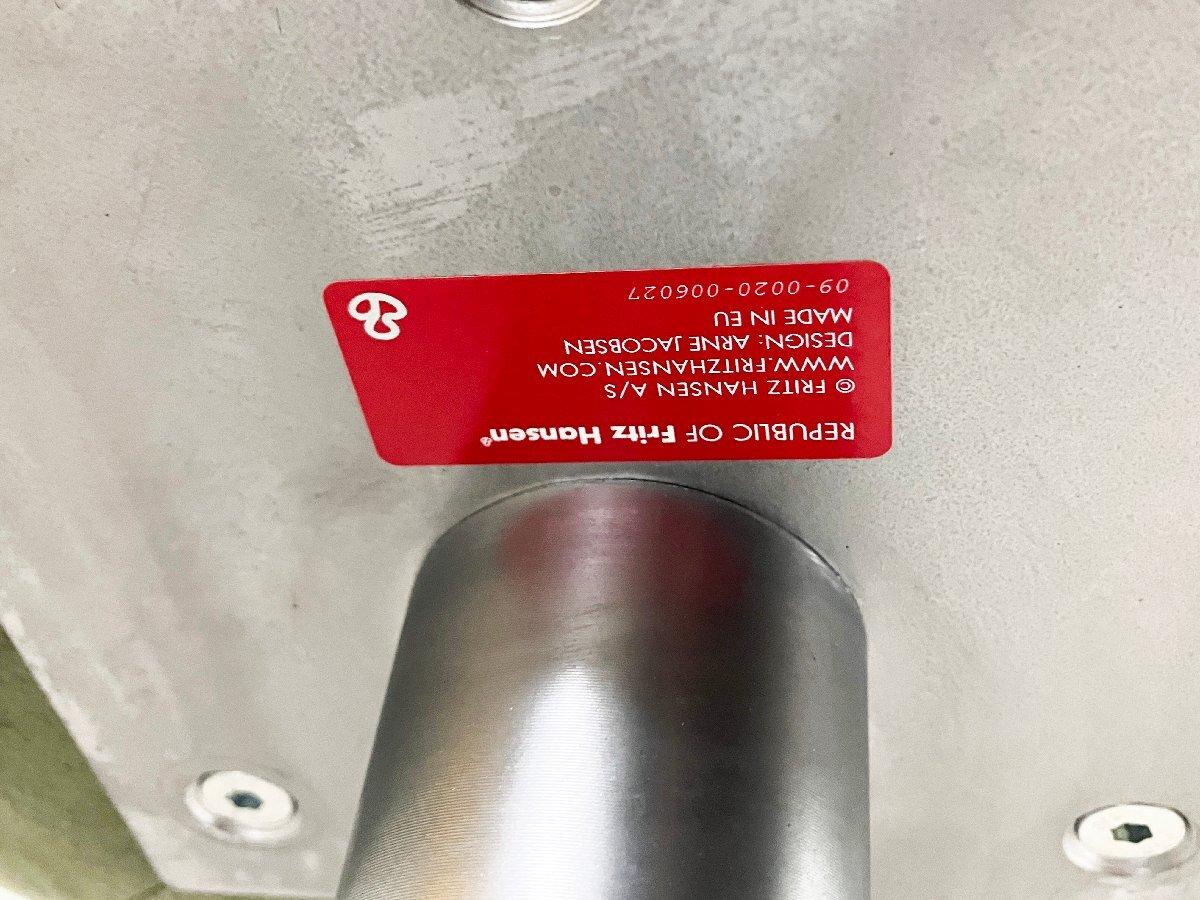 REPUBLIC OF Fritz Hansen®
© FRITZ HANSEN A/S
WWW.FRITZHANSEN.COM
DESIGN: ARNE JACOBSEN
MADE IN EU
09-0020-006027